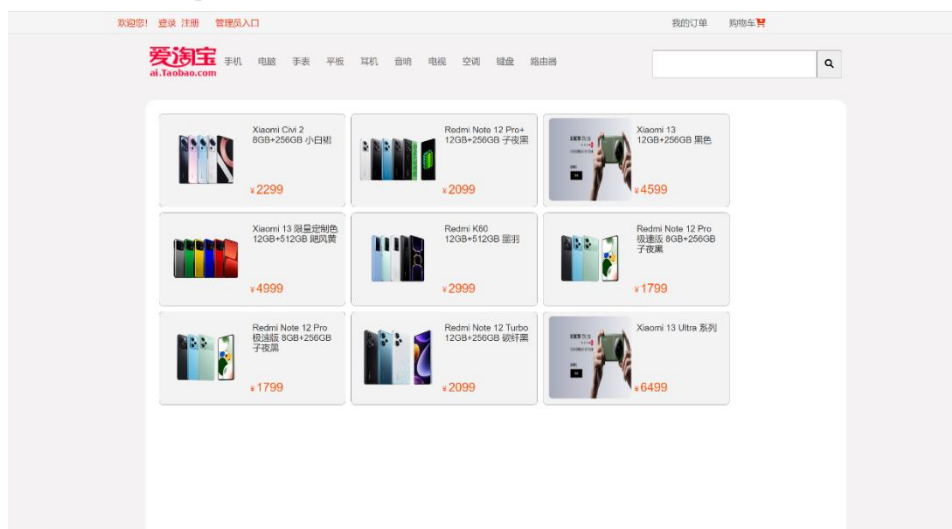 欢迎您! 登录 注册 管理员入口
我的订单 购物车
爱淘宝
ai.Taobao.com
手机 电脑 手表 平板 耳机 音响 电视 空调 键盘 路由器
Xiaomi Civi 2
8GB+256GB 小白裙
¥2299
Redmi Note 12 Pro+
12GB+256GB 子夜黑
¥2099
Xiaomi 13
12GB+256GB 黑色
¥4599
Xiaomi 13 限量定制色
12GB+512GB 飓风黄
¥4999
Redmi K60
12GB+512GB 墨羽
¥2999
Redmi Note 12 Pro
极速版 8GB+256GB
子夜黑
¥1799
Redmi Note 12 Pro
极速版 8GB+256GB
子夜黑
¥1799
Redmi Note 12 Turbo
12GB+256GB 碳纤黑
¥2099
Xiaomi 13 Ultra 系列
¥6499